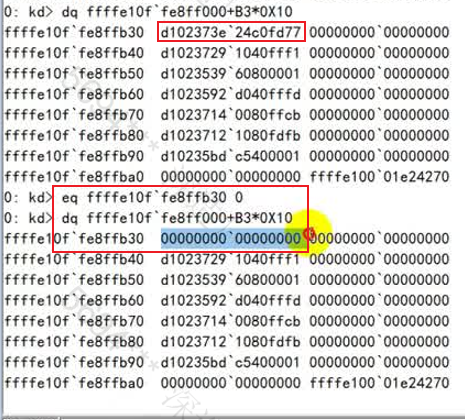 0: kd> dq ffffe10f`fe8ff000+B3*0X10
ffffe10f`fe8ffb30 d102373e`24c0fd77 00000000`00000000
ffffe10f`fe8ffb40 d1023729`1040fff1 00000000`00000000
ffffe10f`fe8ffb50 d1023539`60800001 00000000`00000000
ffffe10f`fe8ffb60 d1023592`d040fffd 00000000`00000000
ffffe10f`fe8ffb70 d1023714`0080ffcb 00000000`00000000
ffffe10f`fe8ffb80 d1023712`1080fdfb 00000000`00000000
ffffe10f`fe8ffb90 d10235bd`c5400001 00000000`00000000
ffffe10f`fe8ffba0 00000000`00000000 ffffe100`01e24270
0: kd> eq ffffe10f`fe8ffb30 0
0: kd> dq ffffe10f`fe8ff000+B3*0X10
ffffe10f`fe8ffb30 00000000`00000000 00000000`00000000
ffffe10f`fe8ffb40 d1023729`1040fff1 00000000`00000000
ffffe10f`fe8ffb50 d1023539`60800001 00000000`00000000
ffffe10f`fe8ffb60 d1023592`d040fffd 00000000`00000000
ffffe10f`fe8ffb70 d1023714`0080ffcb 00000000`00000000
ffffe10f`fe8ffb80 d1023712`1080fdfb 00000000`00000000
ffffe10f`fe8ffb90 d10235bd`c5400001 00000000`00000000
ffffe10f`fe8ffba0 00000000`00000000 ffffe100`01e24270